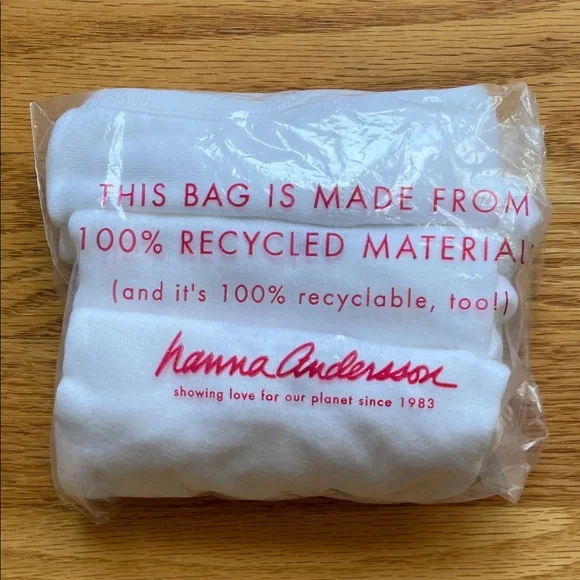 THIS BAG IS MADE FROM
100% RECYCLED MATERIAL
(and it's 100% recyclable, too!)
hanna Andersson
showing love for our planet since 1983